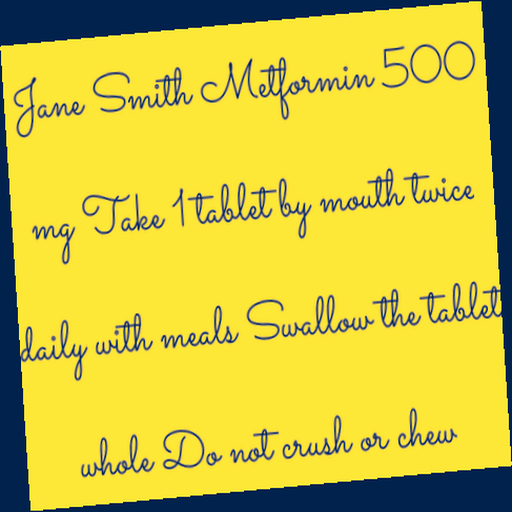 Jane Smith Metformin 500
mg Take 1 tablet by mouth twice
daily with meals Swallow the tablet
whole Do not crush or chew